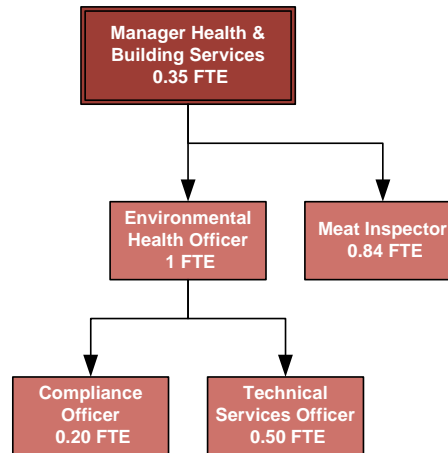 Manager Health &
Building Services
0.35 FTE
Environmental
Health Officer
1 FTE
Meat Inspector
0.84 FTE
Compliance
Officer
0.20 FTE
Technical
Services Officer
0.50 FTE